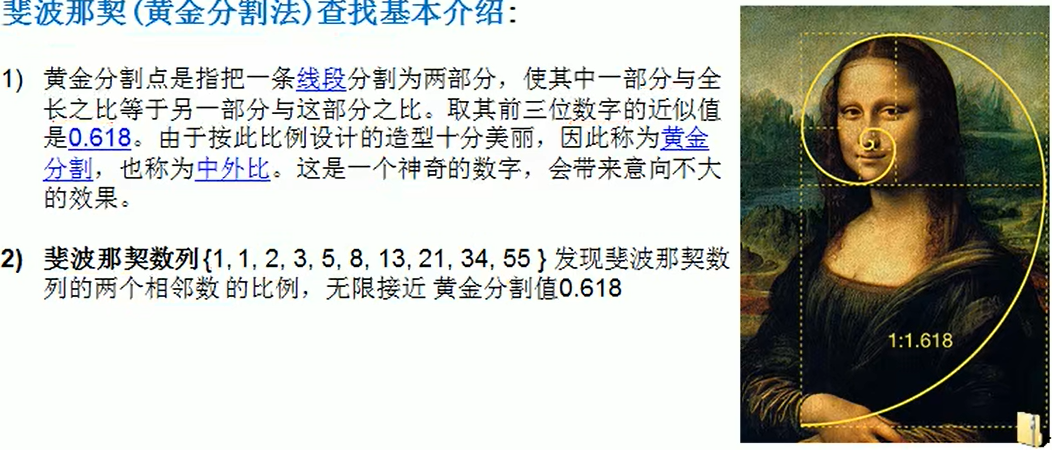 斐波那契(黄金分割法)查找基本介绍:
1) 黄金分割点是指把一条线段分割为两部分，使其中一部分与全
长之比等于另一部分与这部分之比。取其前三位数字的近似值
是0.618。由于按此比例设计的造型十分美丽，因此称为黄金
分割，也称为中外比。这是一个神奇的数字，会带来意向不大
的效果。
2) 斐波那契数列{1, 1, 2, 3, 5, 8, 13, 21, 34, 55 } 发现斐波那契数
列的两个相邻数 的比例，无限接近 黄金分割值0.618
1:1.618